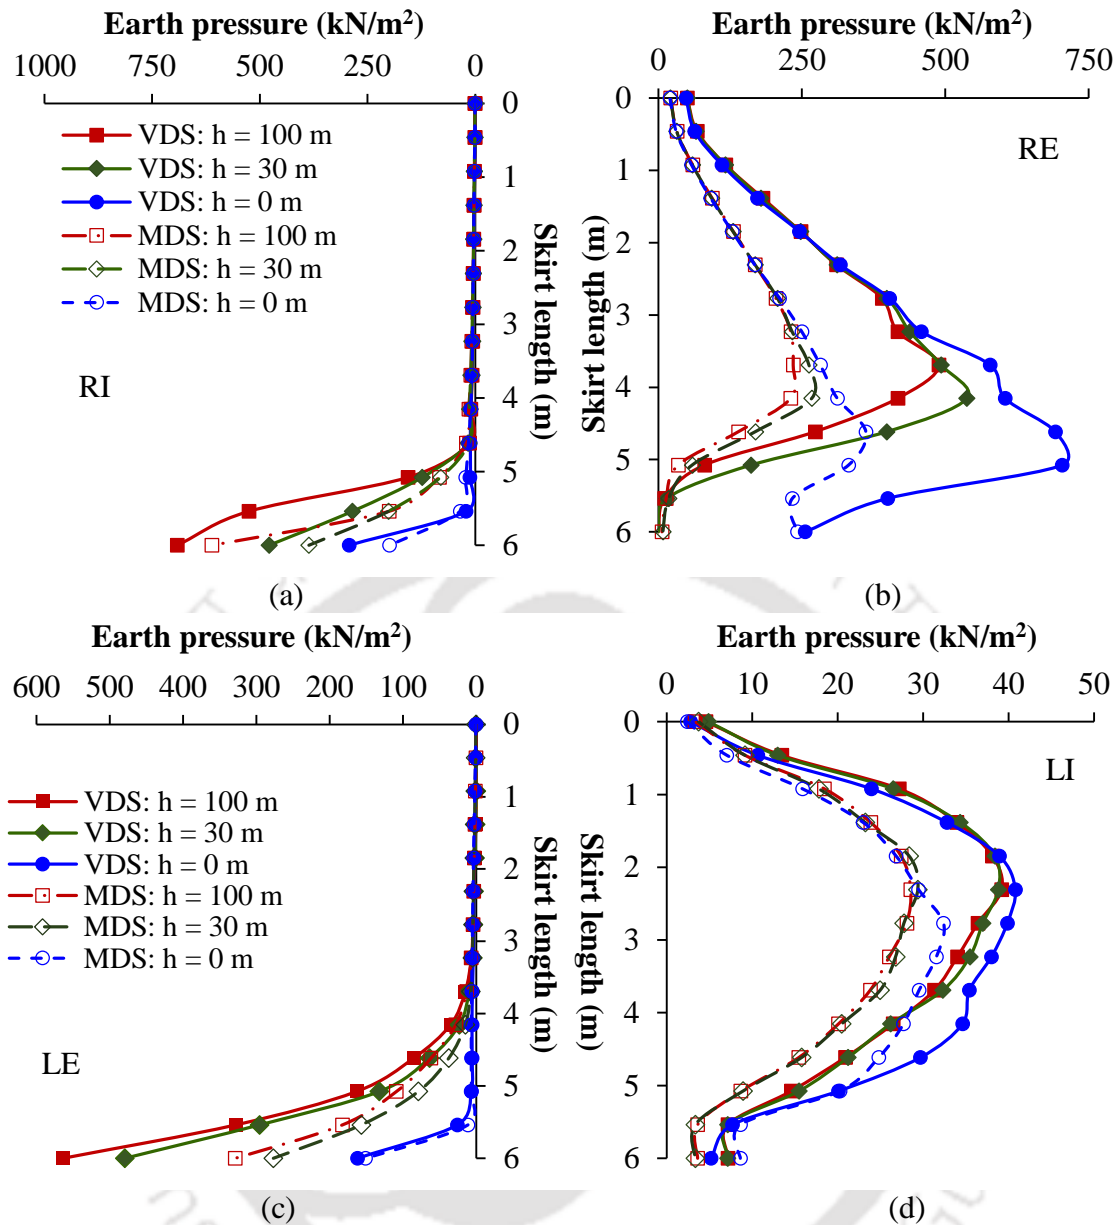 Earth pressure (kN/m²)
1000 750 500 250 0
0
1
2
3
4
5
6
Skirt length (m)
VDS: h = 100 m
VDS: h = 30 m
VDS: h = 0 m
MDS: h = 100 m
MDS: h = 30 m
MDS: h = 0 m
RI
(a)
Earth pressure (kN/m²)
0 250 500 750
0
1
2
3
4
5
6
Skirt length (m)
RE
(b)
Earth pressure (kN/m²)
600 500 400 300 200 100 0
0
1
2
3
4
5
6
Skirt length (m)
VDS: h = 100 m
VDS: h = 30 m
VDS: h = 0 m
MDS: h = 100 m
MDS: h = 30 m
MDS: h = 0 m
LE
(c)
Earth pressure (kN/m²)
0 10 20 30 40 50
0
1
2
3
4
5
6
Skirt length (m)
LI
(d)